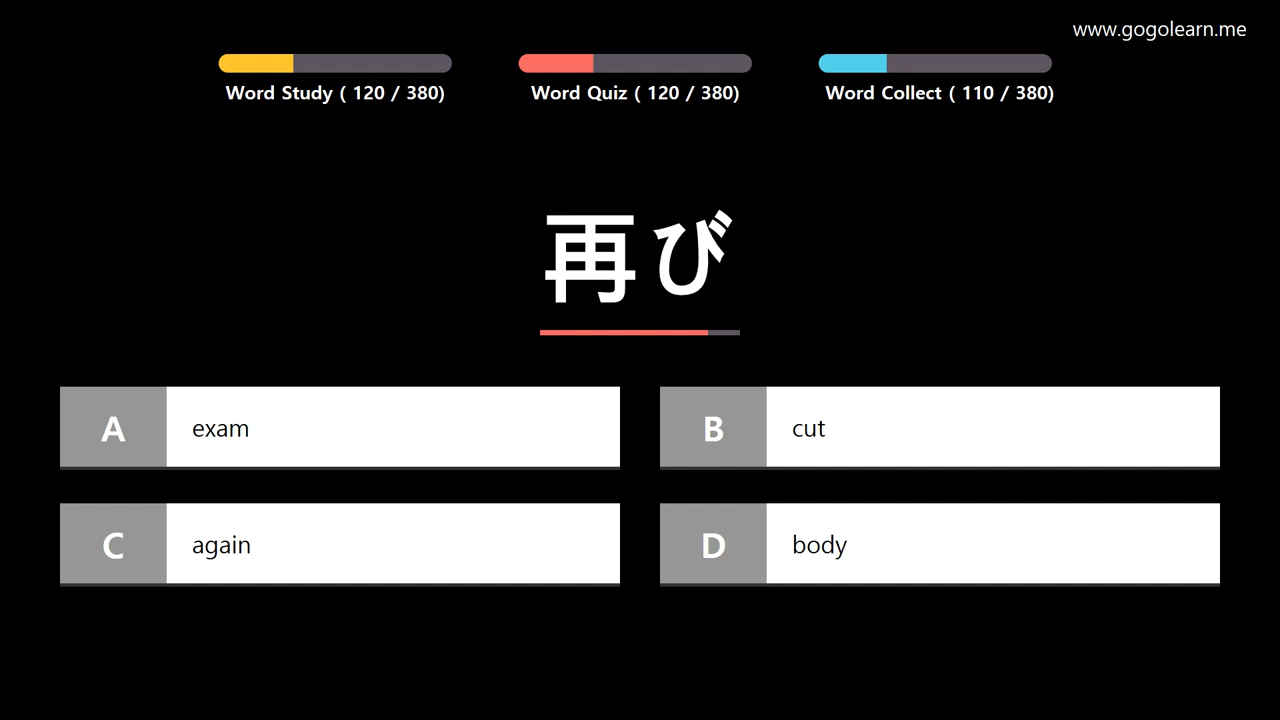 www.gogolearn.me
Word Study ( 120 / 380)
Word Quiz ( 120 / 380)
Word Collect ( 110 / 380)
再び
A exam
B cut
C again
D body